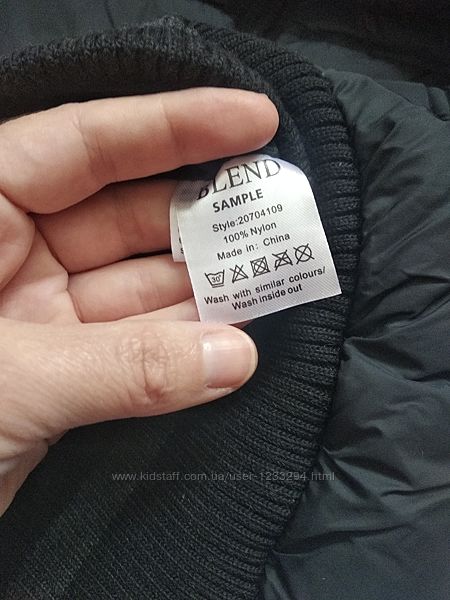 BLEND
SAMPLE
Style:20704109
100% Nylon
Made in: China
30°
Wash with similar colours/
Wash inside out
www.kidstaff.com.ua/user-1233294.html